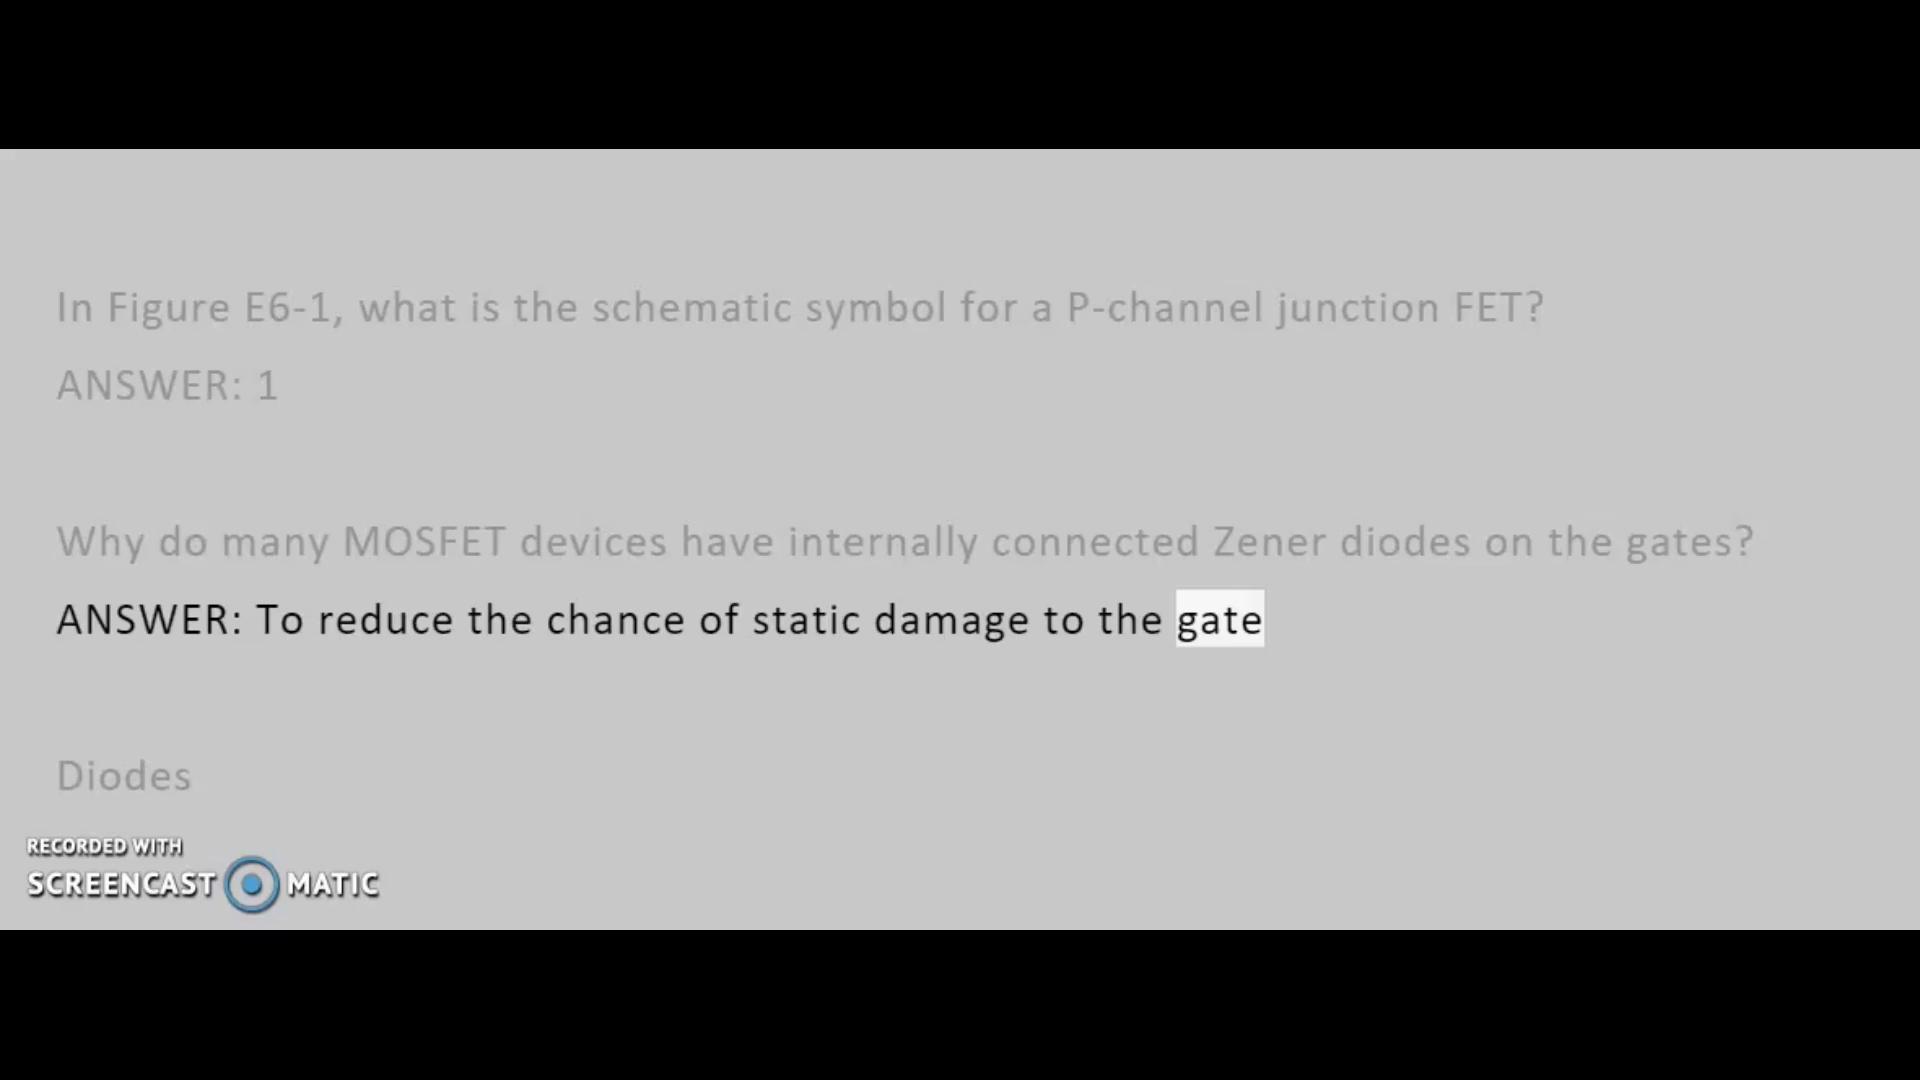 In Figure E6-1, what is the schematic symbol for a P-channel junction FET?
ANSWER: 1
Why do many MOSFET devices have internally connected Zener diodes on the gates?
ANSWER: To reduce the chance of static damage to the gate
Diodes
RECORDED WITH
SCREENCAST MATIC